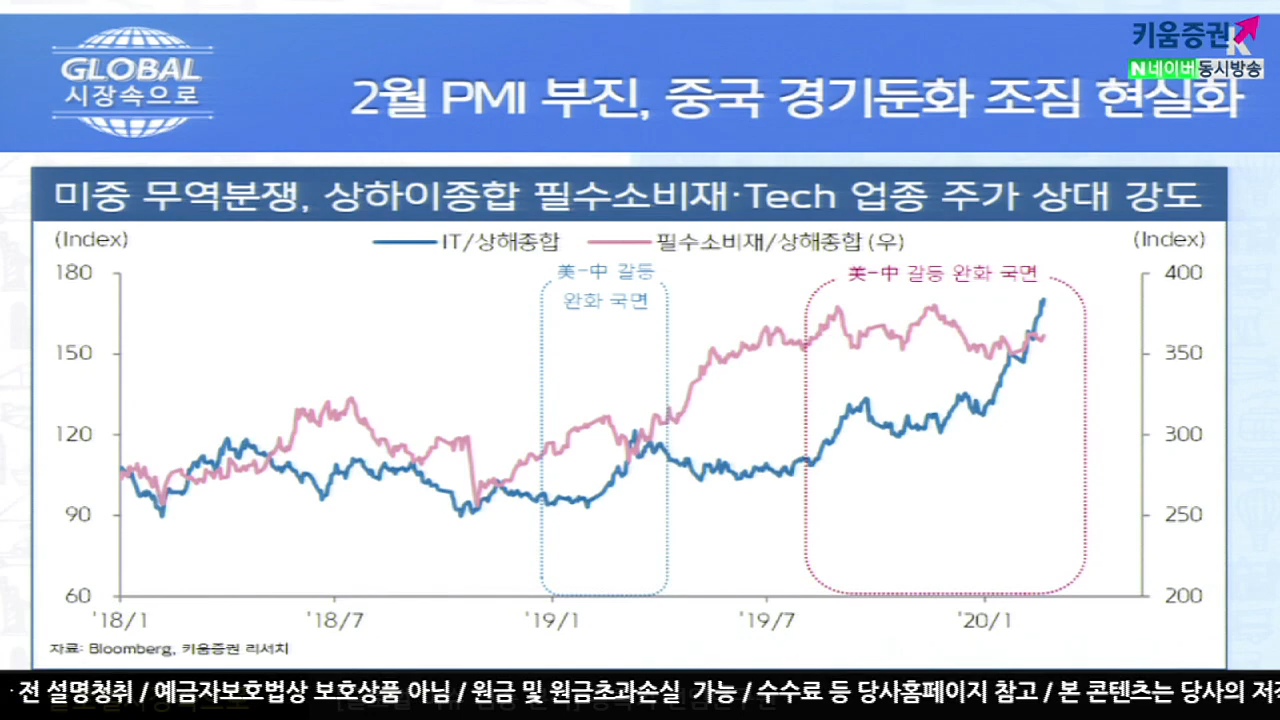 키움증권
K
GLOBAL
시장속으로
N네이버 동시방송
2월 PMI 부진, 중국 경기둔화 조짐 현실화
미중 무역분쟁, 상하이종합 필수소비재·Tech 업종 주가 상대 강도
(Index)
IT/상해종합
필수소비재/상해종합 (우)
(Index)
美-中 갈등
완화 국면
美-中 갈등 완화 국면
180
150
120
90
60
400
350
300
250
200
'18/1
'18/7
'19/1
'19/7
'20/1
자료: Bloomberg, 키움증권 리서치
전 설명청취 / 예금자보호법상 보호상품 아님 / 원금 및 원금초과손실 가능 / 수수료 등 당사홈페이지 참고 / 본 콘텐츠는 당사의